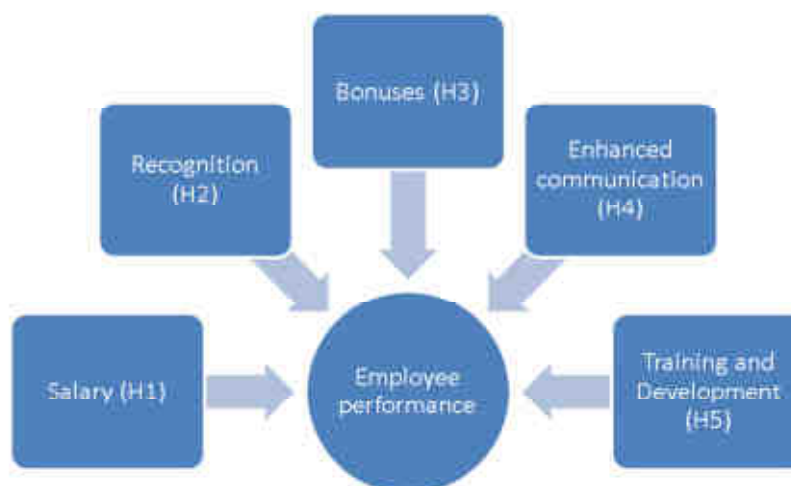 Bonuses (H3)
Recognition
(H2)
Enhanced
communication
(H4)
Salary (H1)
Employee
performance
Training and
Development
(H5)